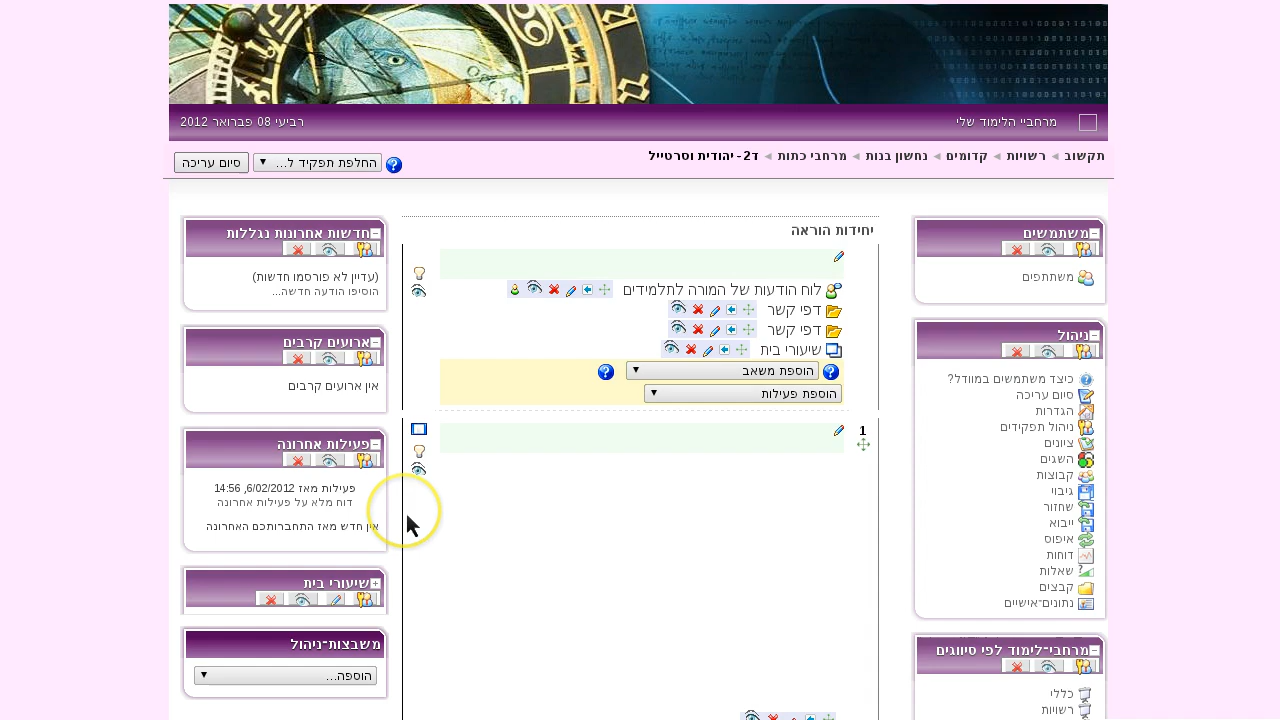 מרחביי הלימוד שלי
רביעי 08 פברואר 2012
תקשוב ◄ רשויות ◄ קדומים ◄ נחשון בנות ◄ מרחבי כתות ◄ ד2 - יהודית וסרטייל
החלפת תפקיד ל...
סיום עריכה
משתמשים
משתתפים
ניהול
כיצד משתמשים במוודל?
סיום עריכה
הגדרות
ניהול תפקידים
ציונים
השגים
קבוצות
גיבוי
שחזור
ייבוא
איפוס
דוחות
שאלות
קבצים
נתונים־אישיים
מרחבי־לימוד לפי סיווגים
כללי
רשויות
יחידות הוראה
לוח הודעות של המורה לתלמידים
דפי קשר
דפי קשר
שיעורי בית
הוספת משאב
הוספת פעילות
1
חדשות אחרונות נגללות
(עדיין לא פורסמו חדשות)
הוסיפו הודעה חדשה...
ארועים קרבים
אין ארועים קרבים
פעילות אחרונה
פעילות מאז 6/02/2012, 14:56
דוח מלא על פעילות אחרונה
אין חדש מאז התחברותכם האחרונה
שיעורי בית
משבצות־ניהול
הוספה...